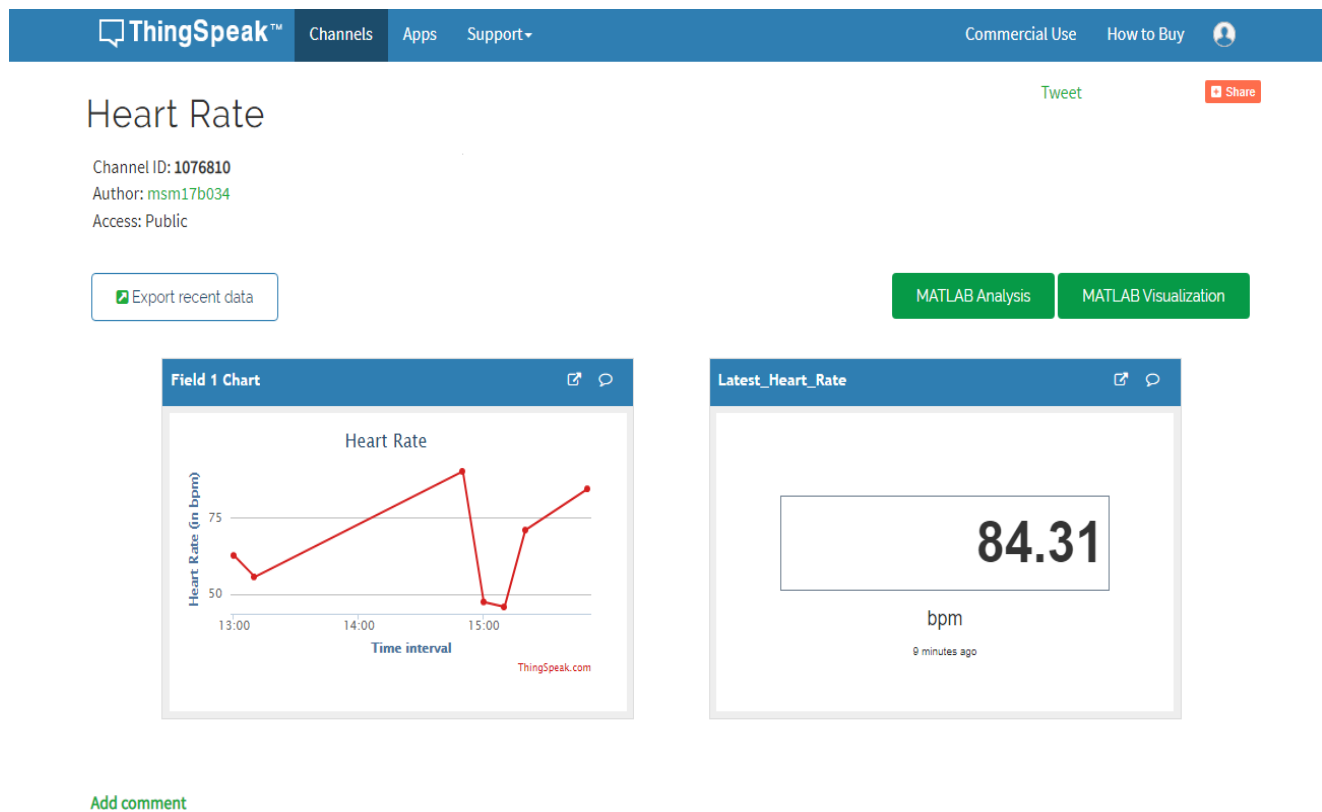 ThingSpeak™ Channels Apps Support Commercial Use How to Buy
Tweet Share
Heart Rate
Channel ID: 1076810
Author: msm17b034
Access: Public
Export recent data
MATLAB Analysis MATLAB Visualization
Field 1 Chart
Heart Rate
Heart Rate (in bpm)
75
50
13:00 14:00 15:00
Time interval
ThingSpeak.com
Latest_Heart_Rate
84.31
bpm
9 minutes ago
Add comment